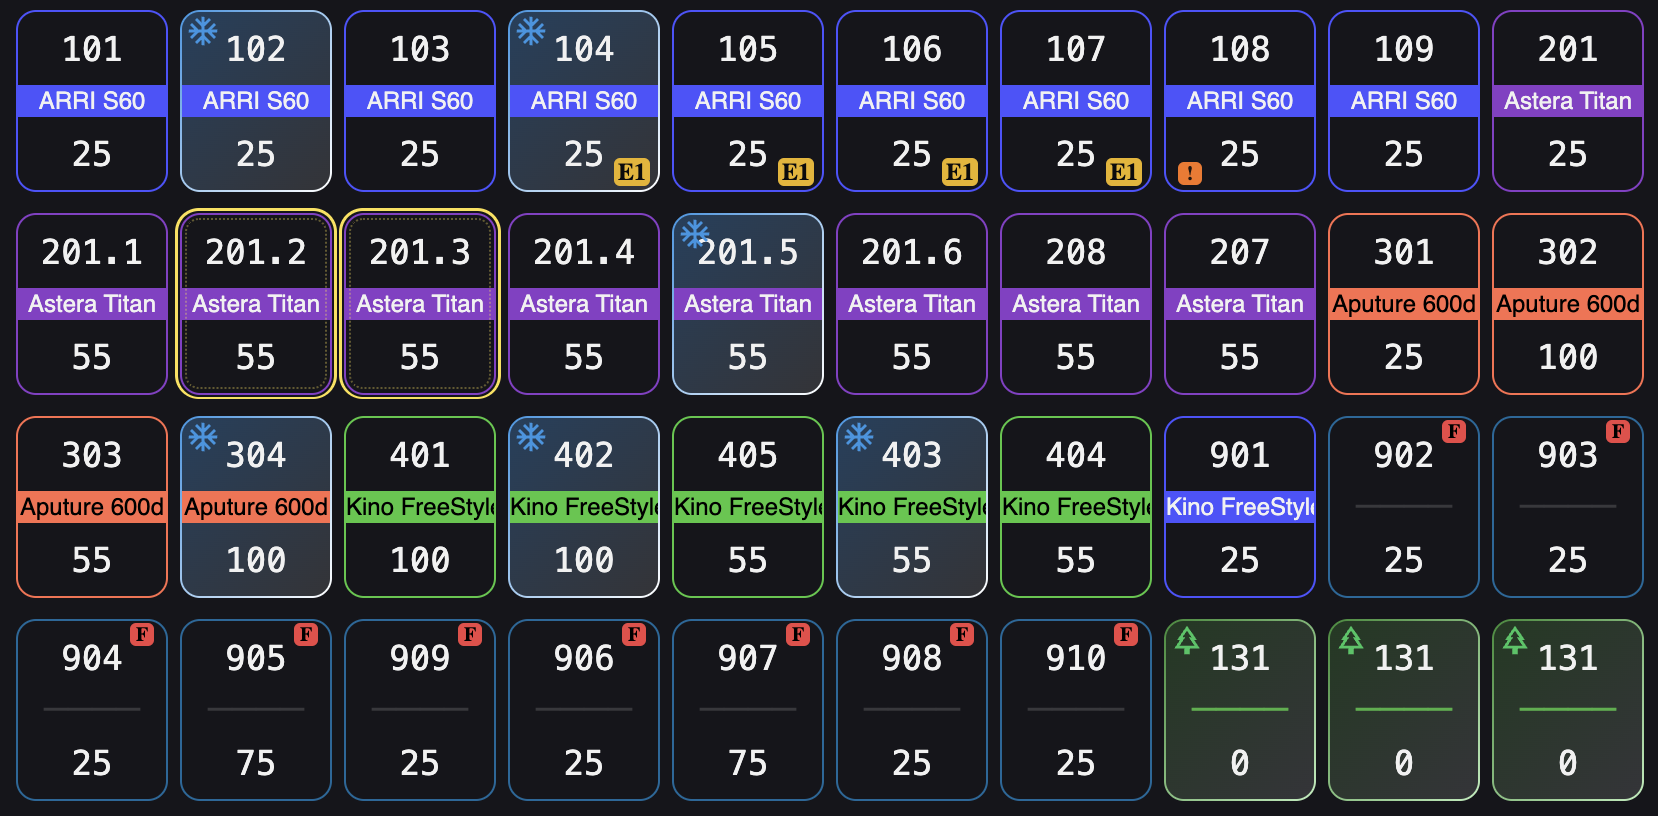 101 102 103 104 105 106 107 108 109 201
ARRI S60 ARRI S60 ARRI S60 ARRI S60 ARRI S60 ARRI S60 ARRI S60 ARRI S60 ARRI S60 Astera Titan
25 25 25 25 25 25 25 25 25 25
E1 E1 E1 E1 !
201.1 201.2 201.3 201.4 201.5 201.6 208 207 301 302
Astera Titan Astera Titan Astera Titan Astera Titan Astera Titan Astera Titan Astera Titan Astera Titan Aputure 600d Aputure 600d
55 55 55 55 55 55 55 55 25 100
F F
303 304 401 402 405 403 404 901 902 903
Aputure 600d Aputure 600d Kino FreeStyle Kino FreeStyle Kino FreeStyle Kino FreeStyle Kino FreeStyle Kino FreeStyle
55 100 100 100 55 55 55 25 25 25
F F F F F F F
904 905 909 906 907 908 910 131 131 131
25 75 25 25 75 25 25 0 0 0